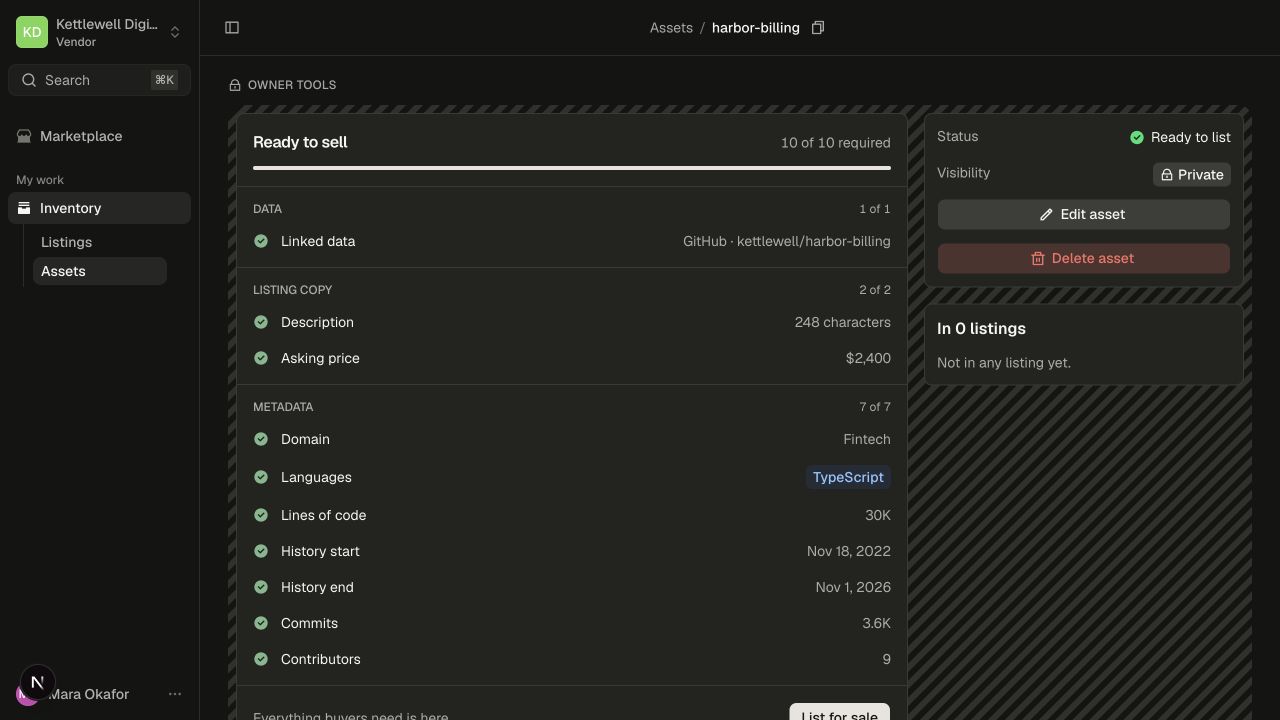 KD
Kettlewell Digi...
Vendor
Search
⌘K
Marketplace
My work
Inventory
Listings
Assets
N
Mara Okafor
Assets / harbor-billing
OWNER TOOLS
Ready to sell
10 of 10 required
DATA
1 of 1
Linked data
GitHub · kettlewell/harbor-billing
LISTING COPY
2 of 2
Description
248 characters
Asking price
$2,400
METADATA
7 of 7
Domain
Fintech
Languages
TypeScript
Lines of code
30K
History start
Nov 18, 2022
History end
Nov 1, 2026
Commits
3.6K
Contributors
9
Everything buyers need is here
List for sale
Status
Ready to list
Visibility
Private
Edit asset
Delete asset
In 0 listings
Not in any listing yet.